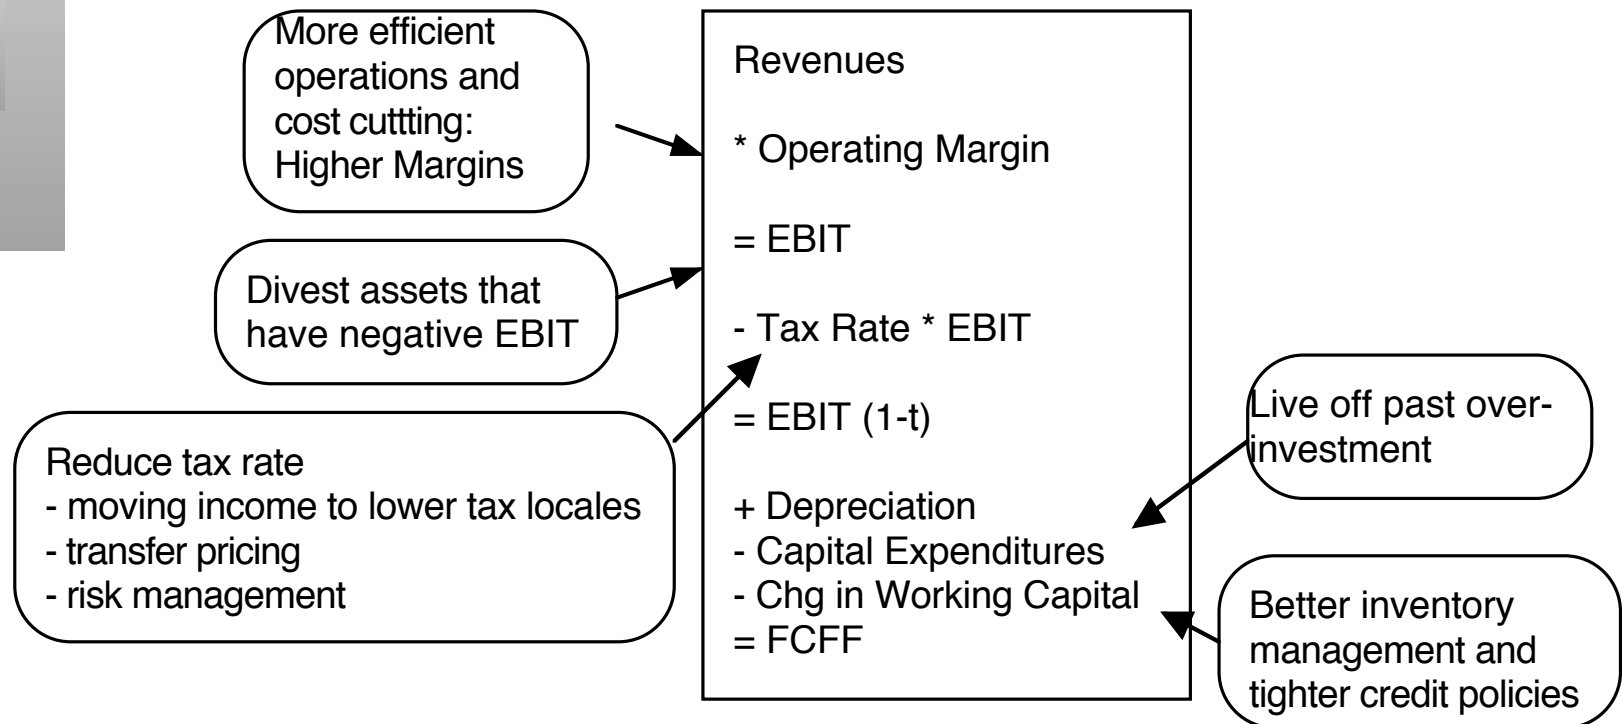 More efficient
operations and
cost cuttting:
Higher Margins
Divest assets that
have negative EBIT
Reduce tax rate
- moving income to lower tax locales
- transfer pricing
- risk management
Revenues
* Operating Margin
= EBIT
- Tax Rate * EBIT
= EBIT (1-t)
+ Depreciation
- Capital Expenditures
- Chg in Working Capital
= FCFF
Live off past over-
investment
Better inventory
management and
tighter credit policies